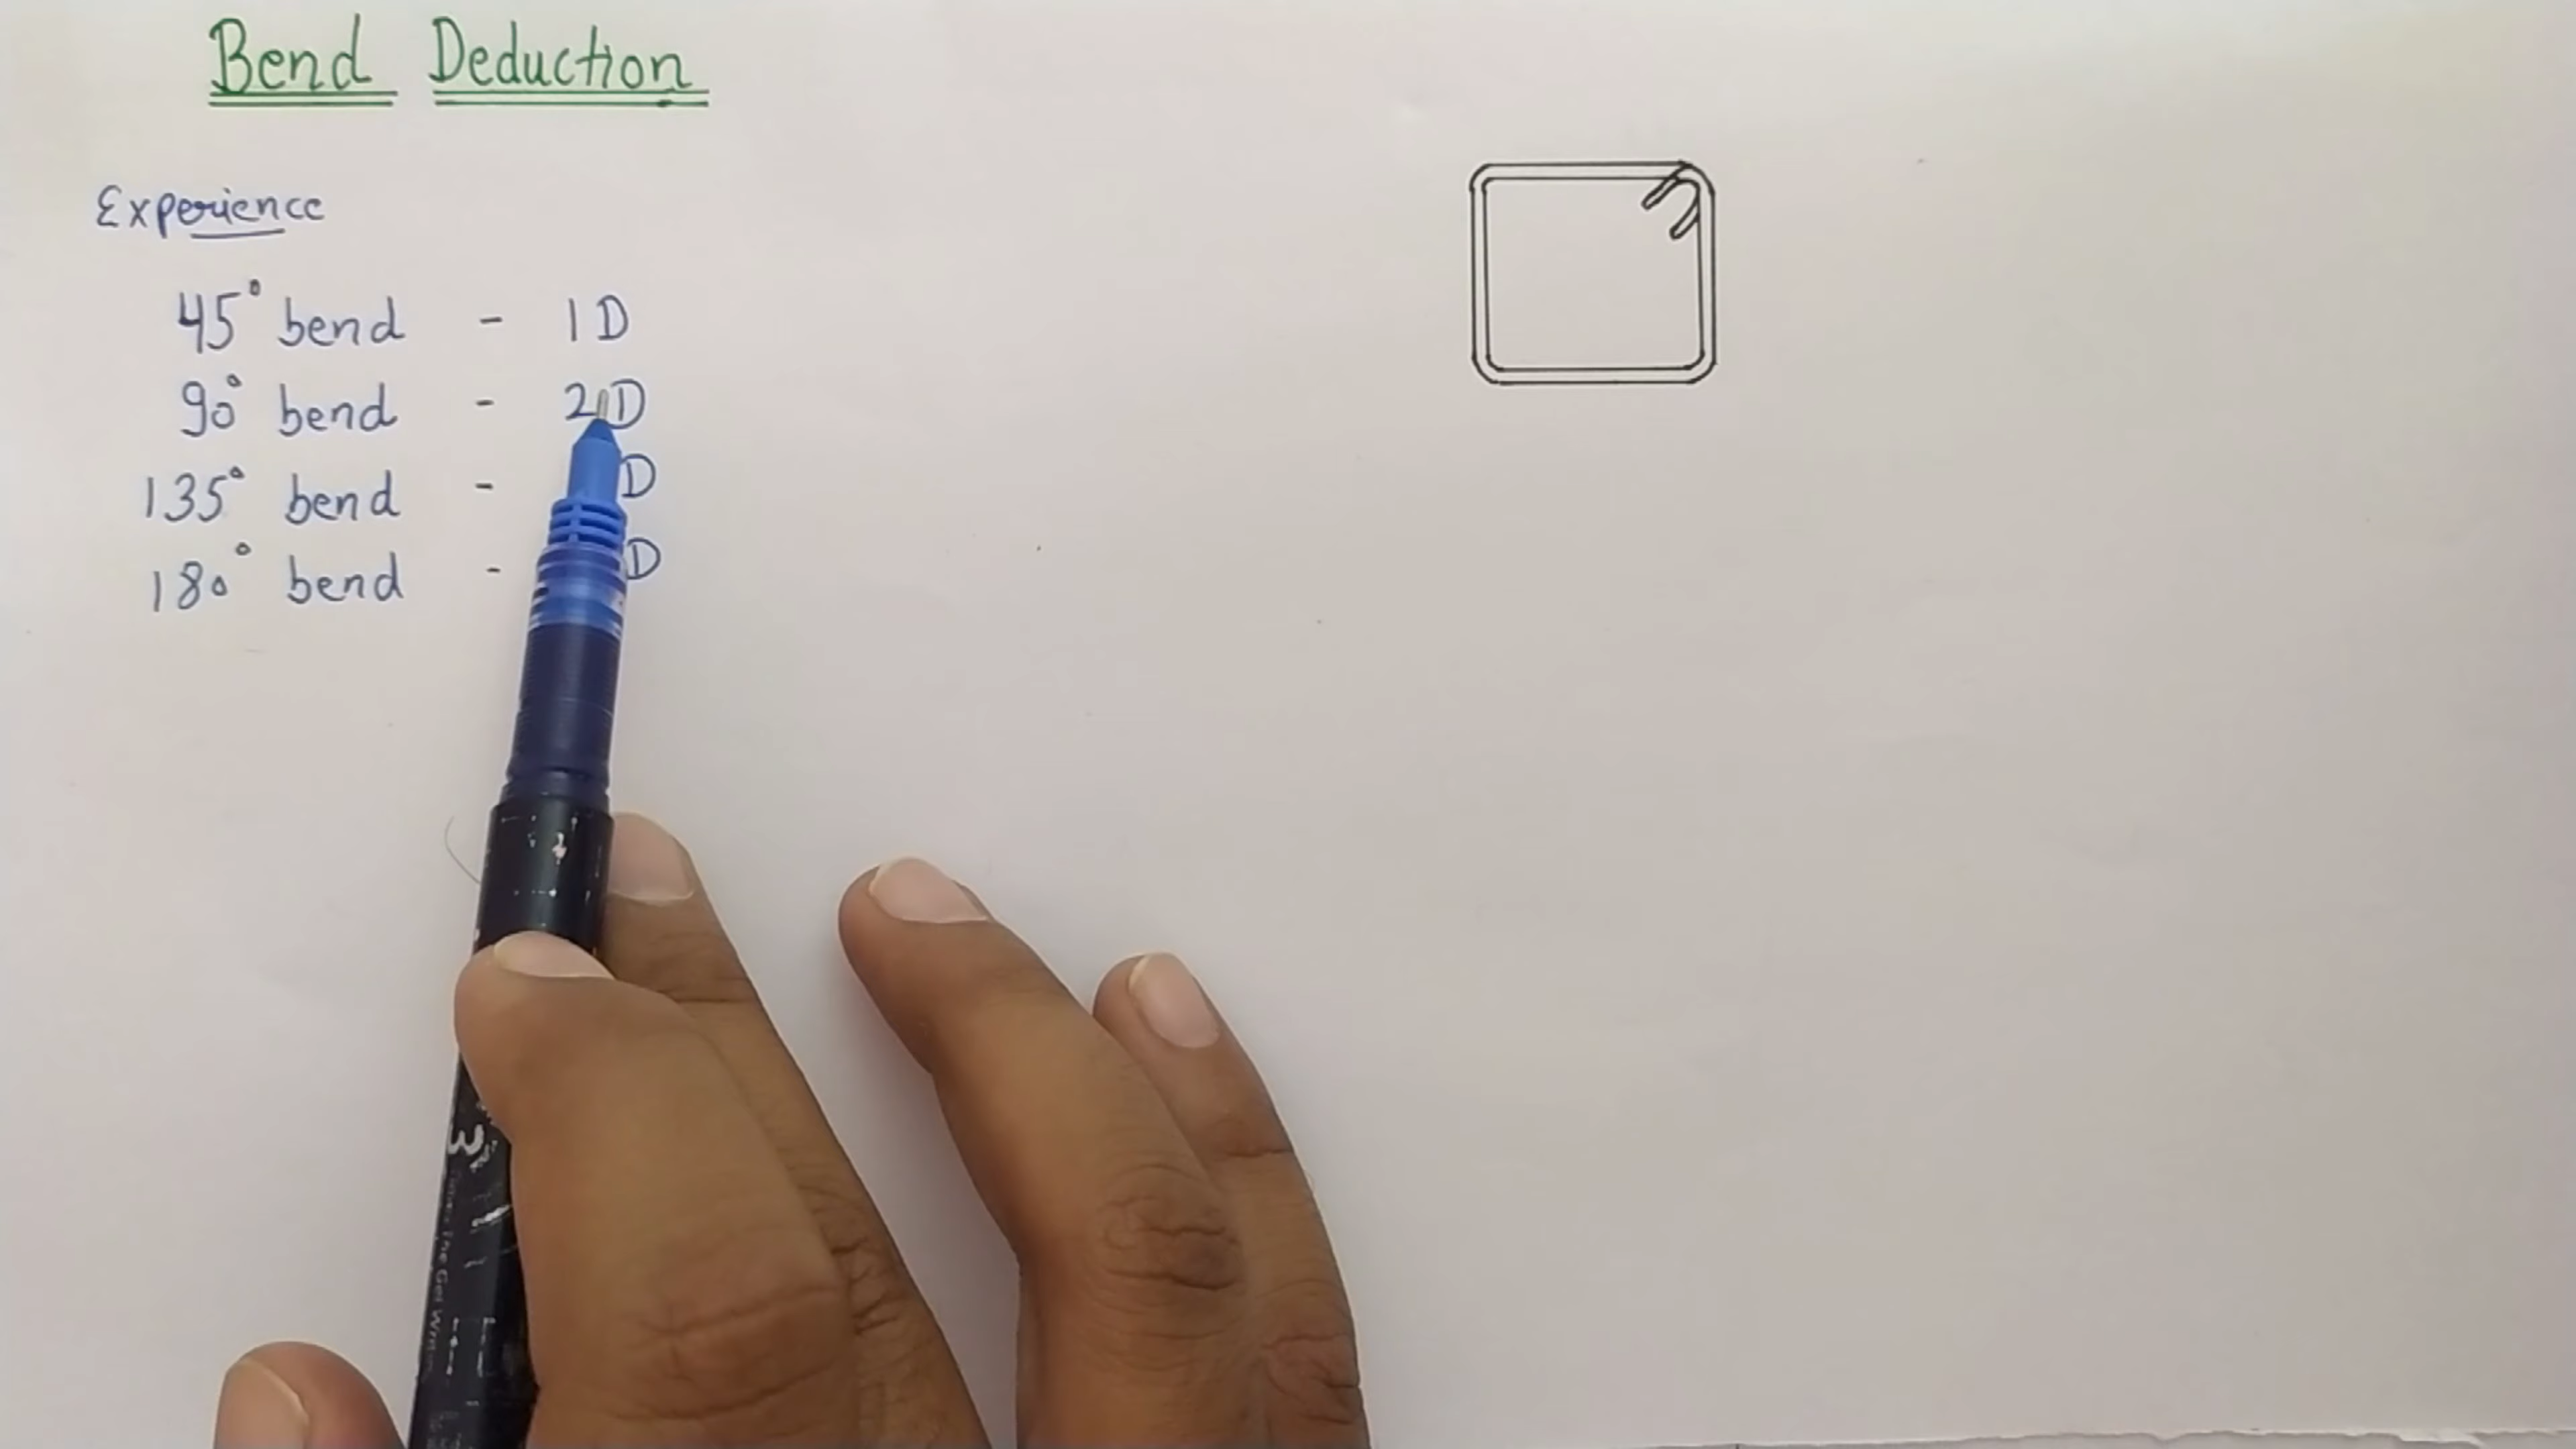 Bend Deduction
Experience
45° bend - 1D
90° bend - 2D
135° bend - D
180° bend - D